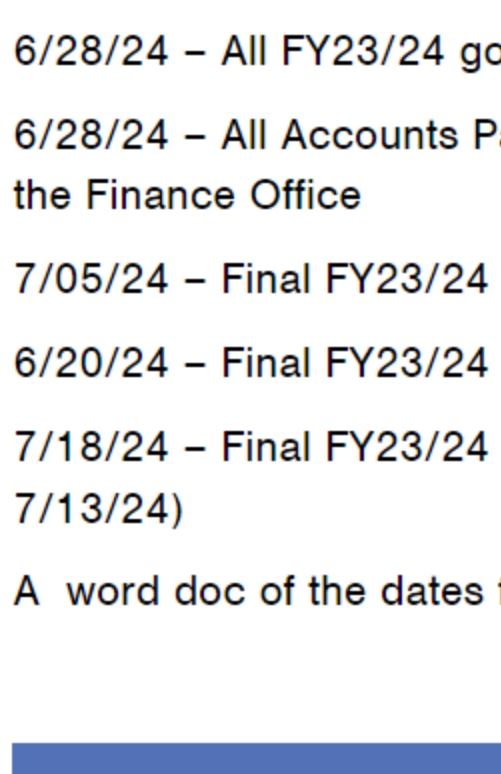 6/28/24 – All FY23/24 go
6/28/24 – All Accounts
the Finance Office
7/05/24 – Final FY23/24
6/20/24 – Final FY23/24
7/18/24 – Final FY23/24
7/13/24)
A  word doc of the dates